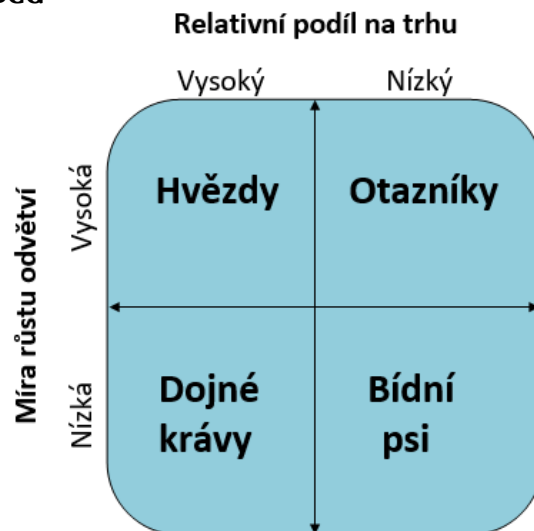 Relativní podíl na trhu
Vysoký Nízký
Míra růstu odvětví
Vysoká
Hvězdy Otazníky
Nízká
Dojné Bídní
krávy psi